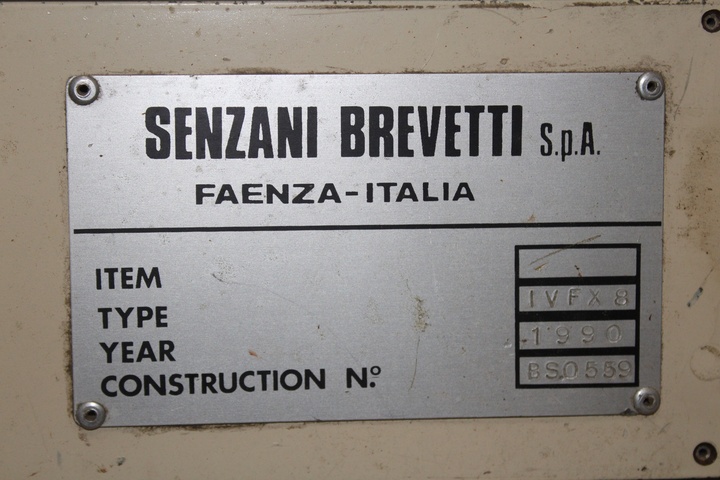 SENZANI BREVETTI S.p.A.
FAENZA-ITALIA
ITEM
TYPE IVFX8
YEAR 1990
CONSTRUCTION N.º BS0559